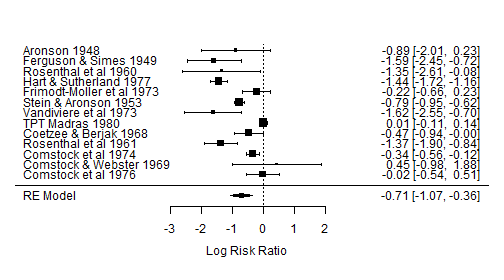 Aronson 1948 -0.89 [-2.01, 0.23]
Ferguson & Simes 1949 -1.59 [-2.45, -0.72]
Rosenthal et al 1960 -1.35 [-2.61, -0.08]
Hart & Sutherland 1977 -1.44 [-1.72, -1.16]
Frimodt-Moller et al 1973 -0.22 [-0.66, 0.23]
Stein & Aronson 1953 -0.79 [-0.95, -0.62]
Vandiviere et al 1973 -1.62 [-2.55, -0.70]
TPT Madras 1980 0.01 [-0.11, 0.14]
Coetzee & Berjak 1968 -0.47 [-0.94, -0.00]
Rosenthal et al 1961 -1.37 [-1.90, -0.84]
Comstock et al 1974 -0.34 [-0.56, -0.12]
Comstock & Webster 1969 0.45 [-0.98, 1.88]
Comstock et al 1976 -0.02 [-0.54, 0.51]
RE Model -0.71 [-1.07, -0.36]
-3 -2 -1 0 1 2
Log Risk Ratio